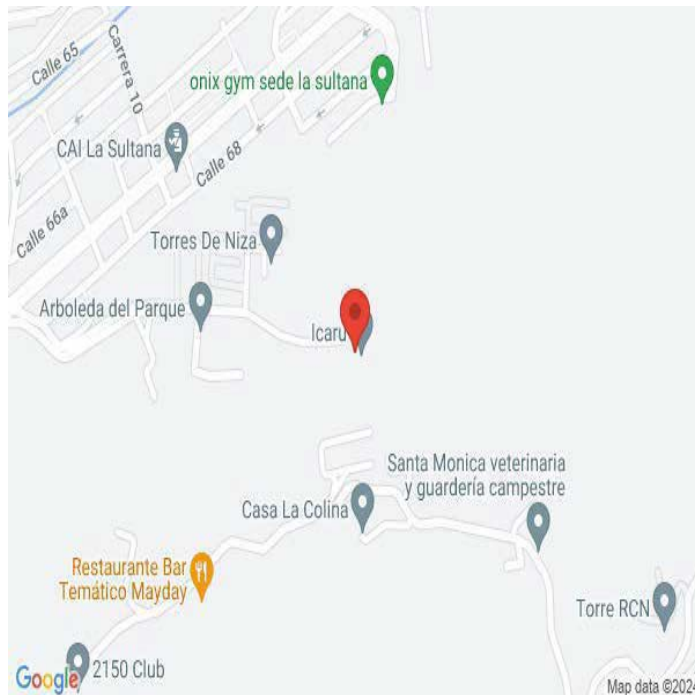 Calle 65
Carrera 10
onix gym sede la sultana
CAI La Sultana
Calle 68
Calle 66a
Torres De Niza
Arboleda del Parque
Icaru
Santa Monica veterinaria
y guardería campestre
Casa La Colina
Restaurante Bar
Temático Mayday
Torre RCN
2150 Club
Google
Map data ©2024